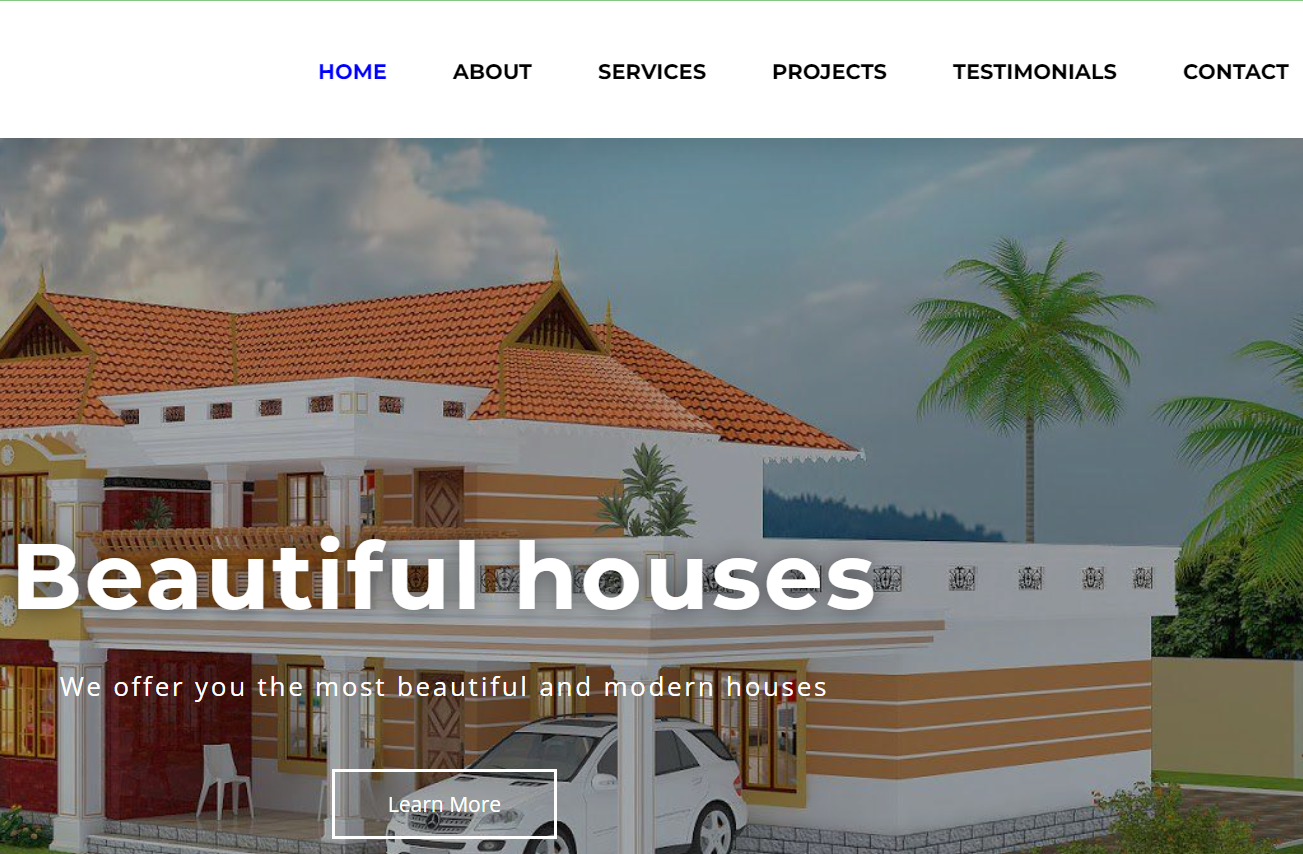 HOME ABOUT SERVICES PROJECTS TESTIMONIALS CONTACT
Beautiful houses
We offer you the most beautiful and modern houses
Learn More